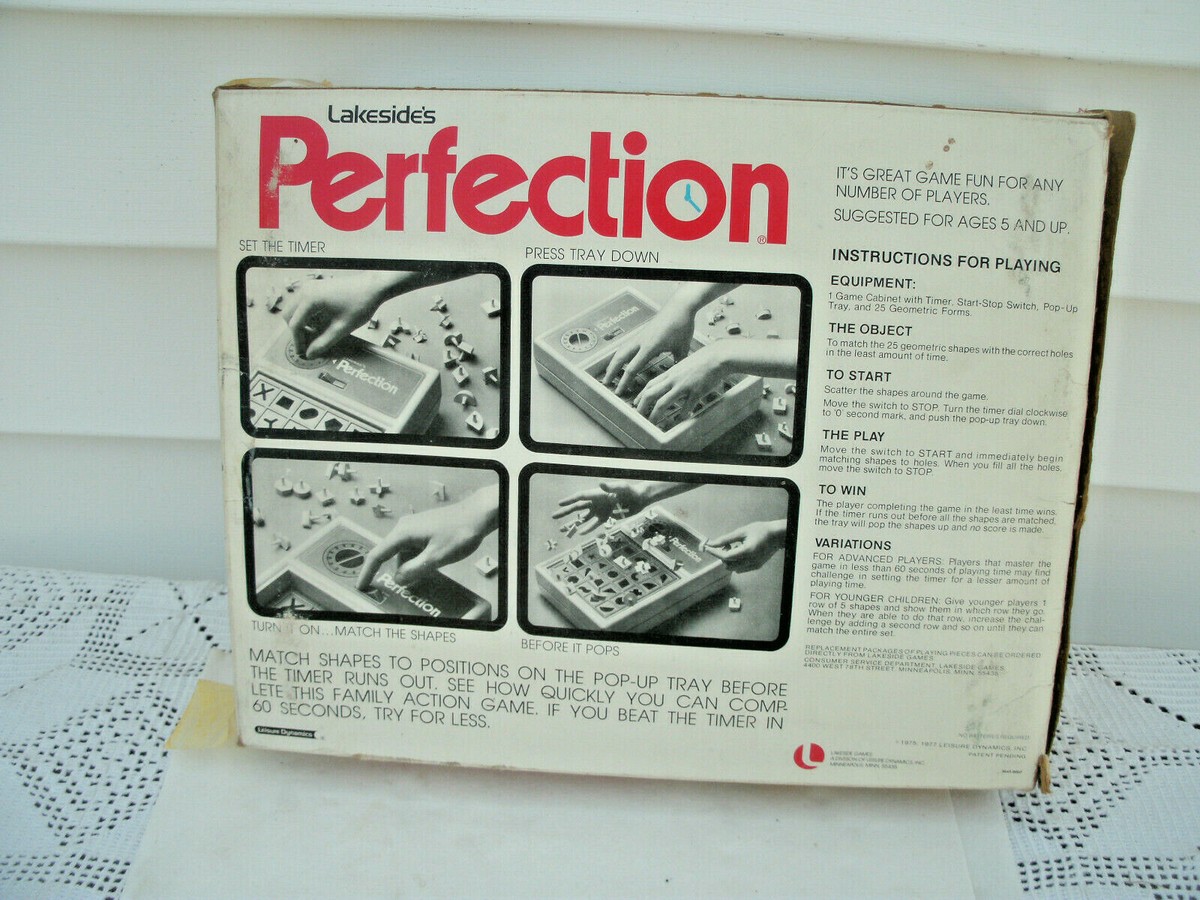 Lakeside's
Perfection®
SET THE TIMER
PRESS TRAY DOWN
Perfection
Perfection
Perfection
Perfection
TURN ON...MATCH THE SHAPES
BEFORE IT POPS
MATCH SHAPES TO POSITIONS ON THE POP-UP TRAY BEFORE
THE TIMER RUNS OUT. SEE HOW QUICKLY YOU CAN COMP-
LETE THIS FAMILY ACTION GAME. IF YOU BEAT THE TIMER IN
60 SECONDS, TRY FOR LESS.
Leisure Dynamics
IT'S GREAT GAME FUN FOR ANY
NUMBER OF PLAYERS.
SUGGESTED FOR AGES 5 AND UP.
INSTRUCTIONS FOR PLAYING
EQUIPMENT:
1 Game Cabinet with Timer, Start-Stop Switch, Pop-Up
Tray, and 25 Geometric Forms.
THE OBJECT
To match the 25 geometric shapes with the correct holes
in the least amount of time.
TO START
Scatter the shapes around the game.
Move the switch to STOP. Turn the timer dial clockwise
to '0' second mark, and push the pop-up tray down.
THE PLAY
Move the switch to START and immediately begin
matching shapes to holes. When you fill all the holes,
move the switch to STOP.
TO WIN
The player completing the game in the least time wins.
If the timer runs out before all the shapes are matched,
the tray will pop the shapes up and no score is made.
VARIATIONS
FOR ADVANCED PLAYERS: Players that master the
game in less than 60 seconds of playing time may find
challenge in setting the timer for a lesser amount of
playing time.
FOR YOUNGER CHILDREN: Give younger players 1
row of 5 shapes and show them in which row they go.
When they are able to do that row, increase the chal-
lenge by adding a second row and so on until they can
match the entire set.
REPLACEMENT PACKAGES OF PLAYING PIECES CAN BE ORDERED
DIRECTLY FROM LAKESIDE GAMES
CONSUMER SERVICE DEPARTMENT, LAKESIDE GAMES
4400 WEST 78TH STREET, MINNEAPOLIS, MINN. 55435
NO BATTERIES REQUIRED
1975, 1977 LEISURE DYNAMICS, INC.
PATENT PENDING
LAKESIDE GAMES
A DIVISION OF LEISURE DYNAMICS, INC.
MINNEAPOLIS, MINN. 55435